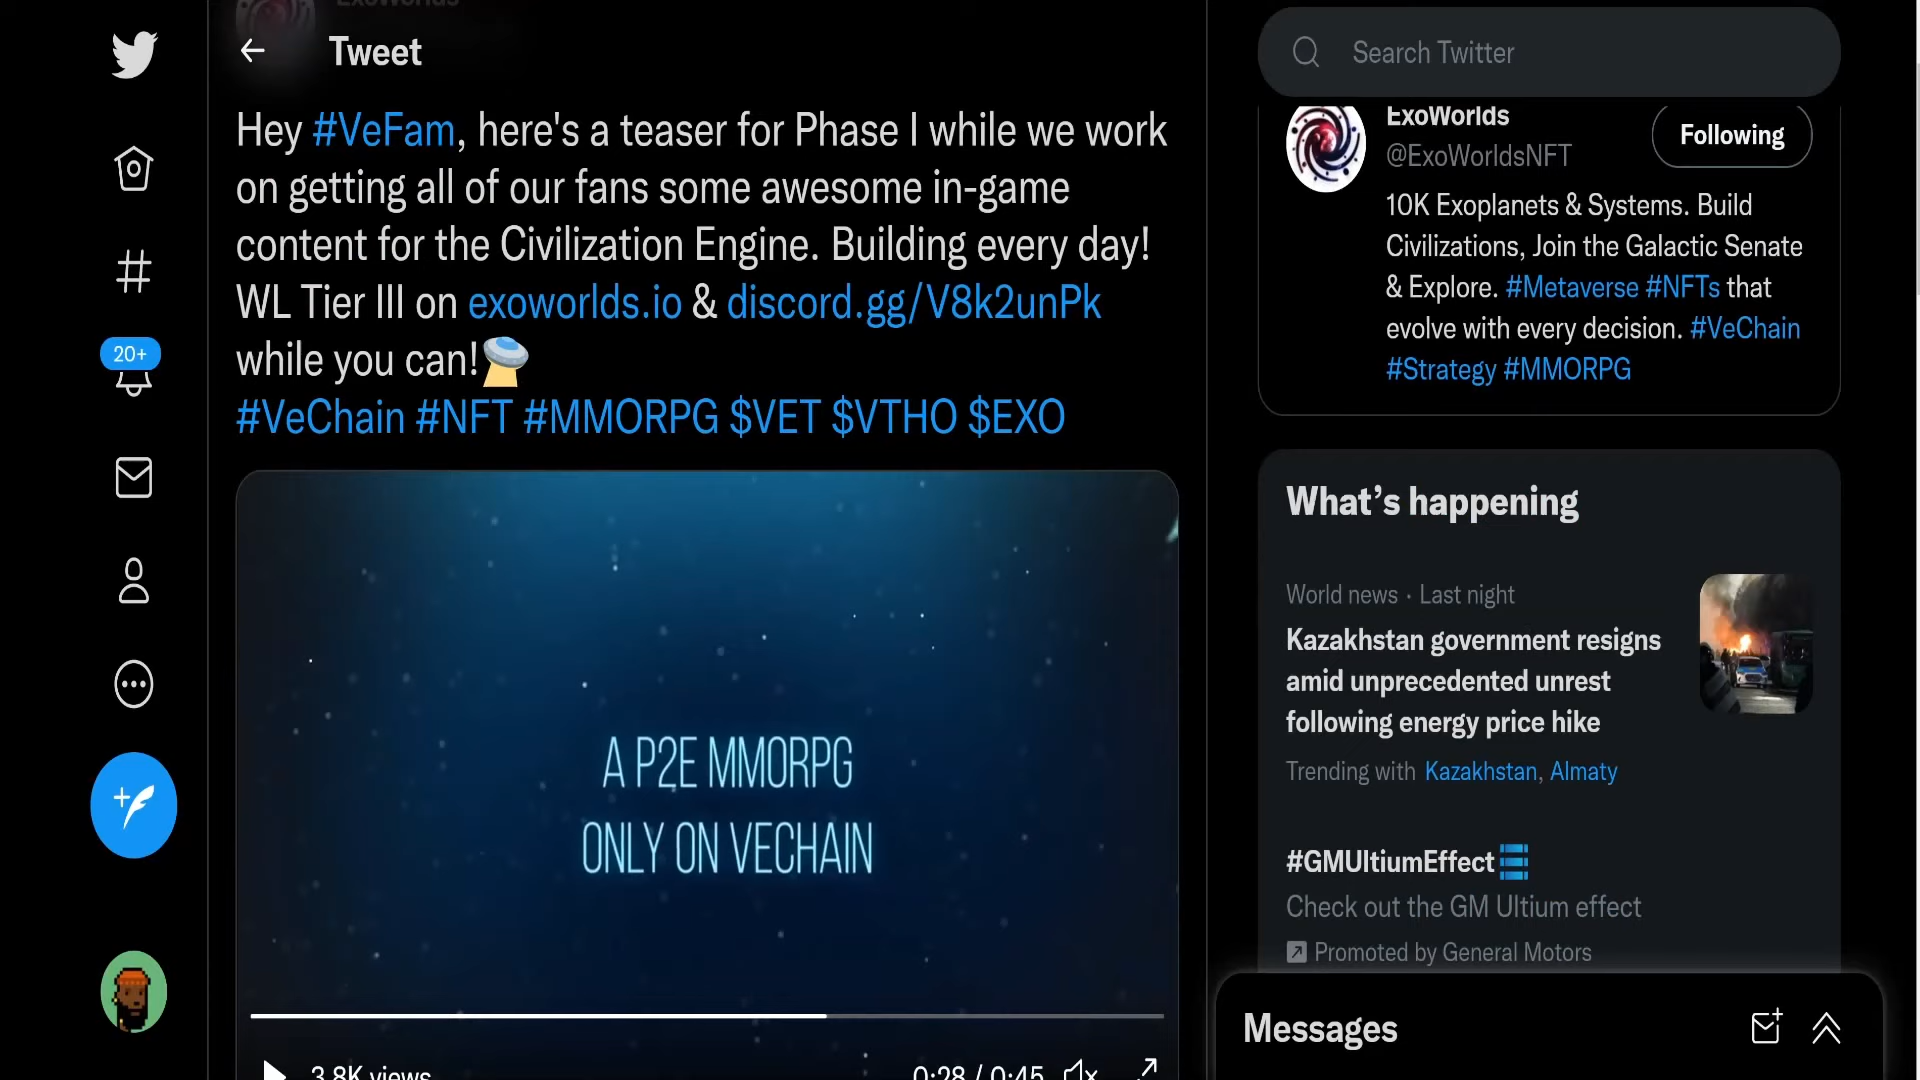 Tweet
Hey #VeFam, here's a teaser for Phase I while we work
on getting all of our fans some awesome in-game
content for the Civilization Engine. Building every day!
WL Tier III on exoworlds.io & discord.gg/V8k2unPk
while you can!
#VeChain #NFT #MMORPG $VET $VTHO $EXO
A P2E MMORPG
ONLY ON VECHAIN
3.8K views
0:28 / 0:45
20+
Search Twitter
ExoWorlds
@ExoWorldsNFT
Following
10K Exoplanets & Systems. Build
Civilizations, Join the Galactic Senate
& Explore. #Metaverse #NFTs that
evolve with every decision. #VeChain
#Strategy #MMORPG
What's happening
World news · Last night
Kazakhstan government resigns
amid unprecedented unrest
following energy price hike
Trending with Kazakhstan, Almaty
#GMUltiumEffect
Check out the GM Ultium effect
Promoted by General Motors
Messages